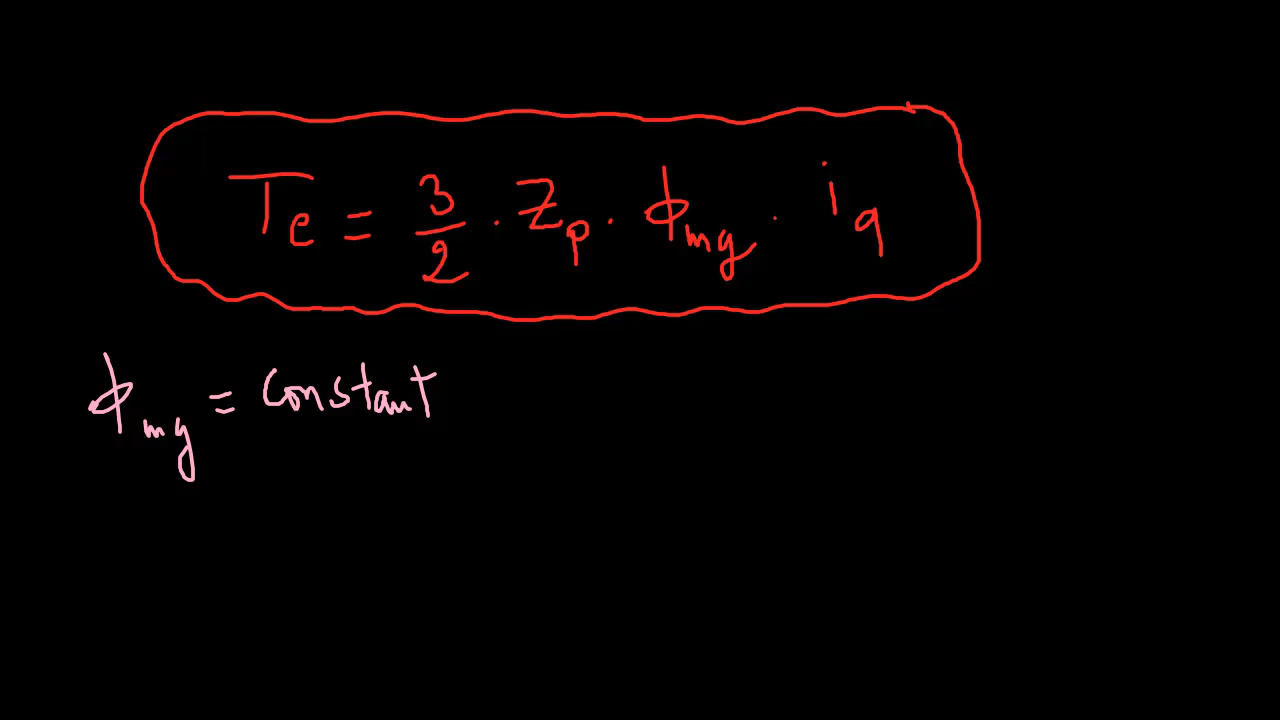 Te = 3/2 · Zp · ϕmg · iq
ϕmg = constant